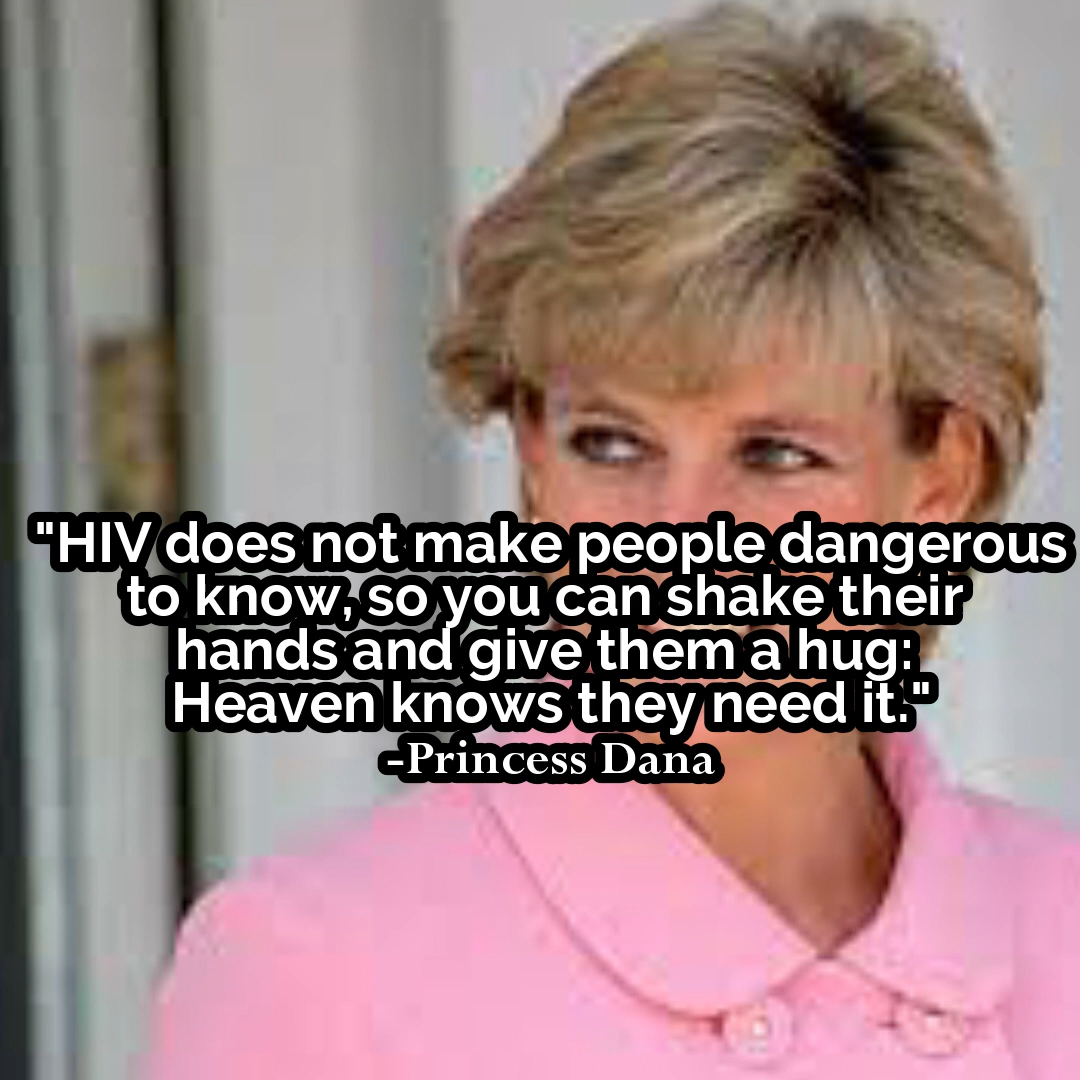 "HIV does not make people dangerous
to know, so you can shake their
hands and give them a hug:
Heaven knows they need it."
-Princess Dana